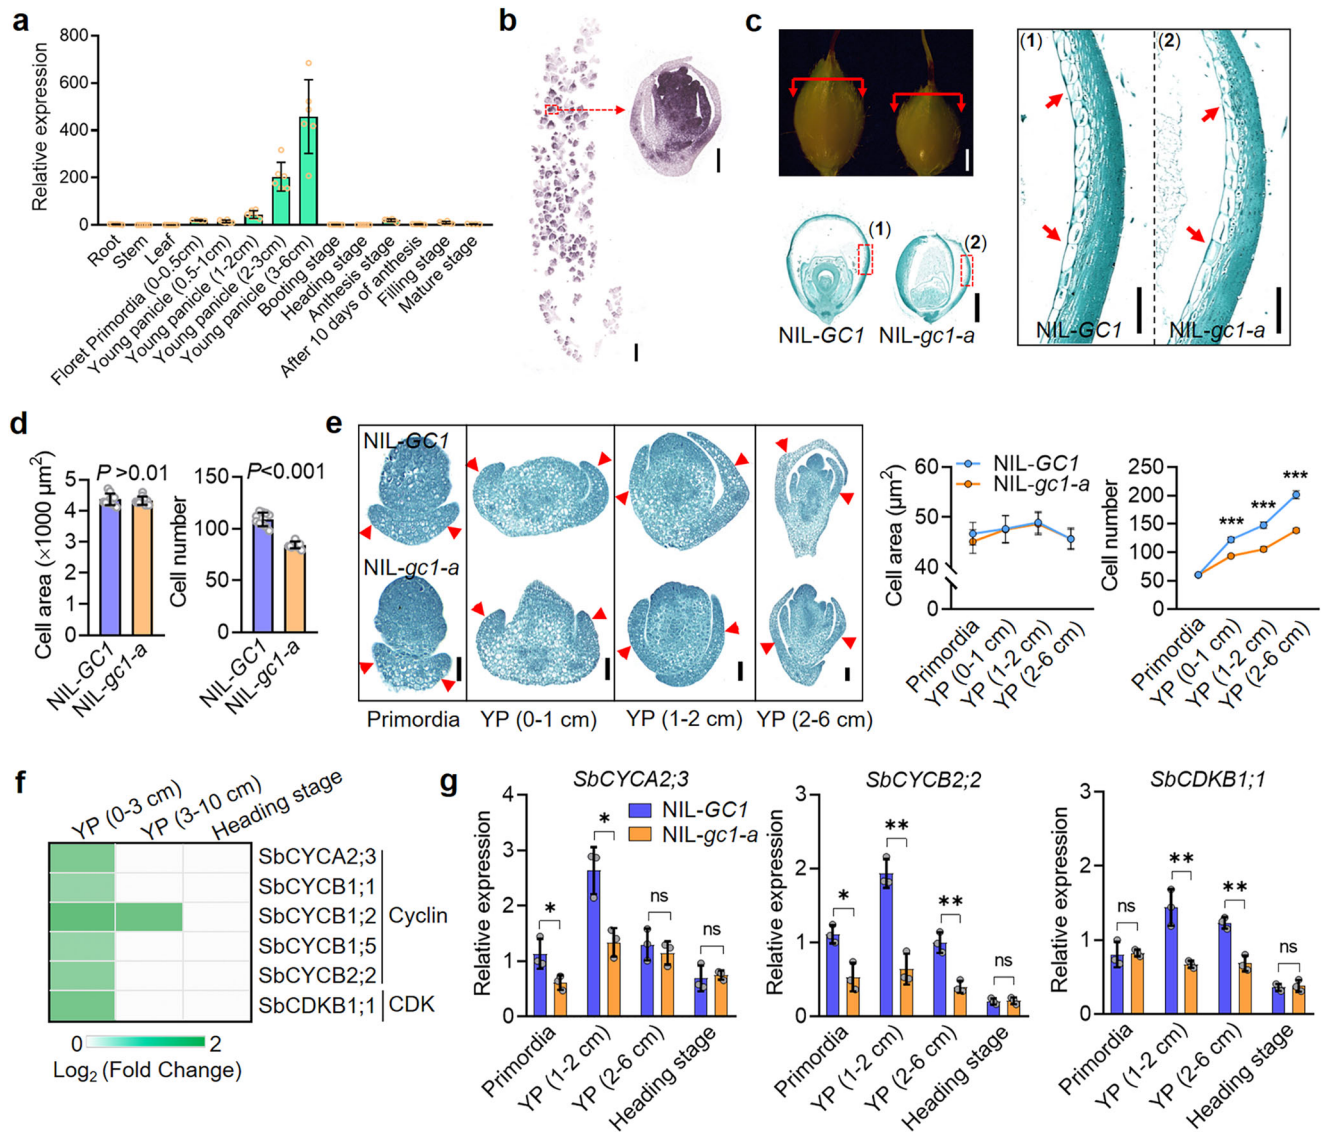 a
Relative expression
800
600
400
200
0
Root
Stem
Leaf
Floret Primordia (0-0.5cm)
Young panicle (0.5-1cm)
Young panicle (1-2cm)
Young panicle (2-3cm)
Young panicle (3-6cm)
Booting stage
Heading stage
Anthesis stage
After 10 days of anthesis
Filling stage
Mature stage
b
c
(1)
(2)
NIL-GC1
NIL-gc1-a
(1)
(2)
NIL-GC1
NIL-gc1-a
d
Cell area (×1000 µm²)
P >0.01
5
4
3
2
1
0
NIL-GC1
NIL-gc1-a
Cell number
P<0.001
150
100
50
0
NIL-GC1
NIL-gc1-a
e
NIL-GC1
NIL-gc1-a
Primordia
YP (0-1 cm)
YP (1-2 cm)
YP (2-6 cm)
Cell area (µm²)
60
50
40
0
NIL-GC1
NIL-gc1-a
Primordia
YP (0-1 cm)
YP (1-2 cm)
YP (2-6 cm)
Cell number
250
200
150
100
50
0
***
***
***
Primordia
YP (0-1 cm)
YP (1-2 cm)
YP (2-6 cm)
f
YP (0-3 cm)
YP (3-10 cm)
Heading stage
SbCYCA2;3
SbCYCB1;1
SbCYCB1;2
SbCYCB1;5
SbCYCB2;2
SbCDKB1;1
Cyclin
CDK
0
2
Log₂ (Fold Change)
g
SbCYCA2;3
Relative expression
4
3
2
1
0
NIL-GC1
NIL-gc1-a
*
*
ns
ns
Primordia
YP (1-2 cm)
YP (2-6 cm)
Heading stage
SbCYCB2;2
Relative expression
3
2
1
0
*
**
**
ns
Primordia
YP (1-2 cm)
YP (2-6 cm)
Heading stage
SbCDKB1;1
Relative expression
3
2
1
0
ns
**
**
ns
Primordia
YP (1-2 cm)
YP (2-6 cm)
Heading stage